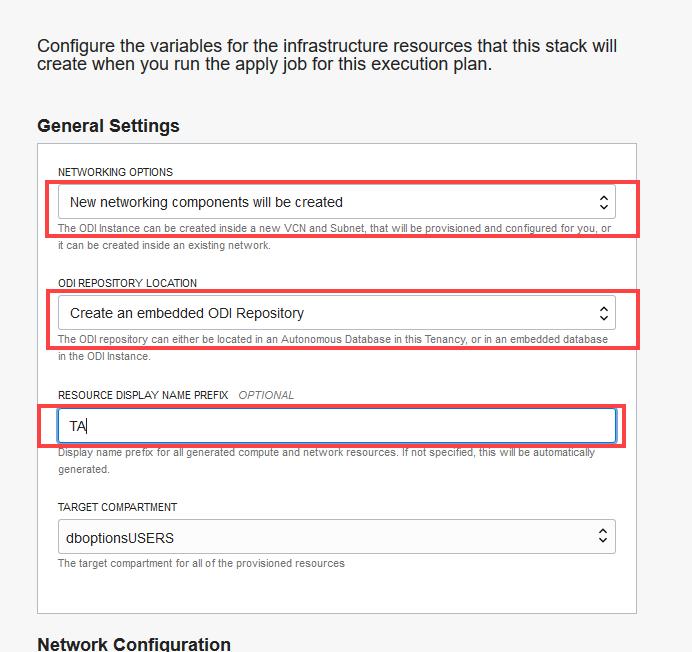 Configure the variables for the infrastructure resources that this stack will
create when you run the apply job for this execution plan.
General Settings
NETWORKING OPTIONS
New networking components will be created
The ODI Instance can be created inside a new VCN and Subnet, that will be provisioned and configured for you, or
it can be created inside an existing network.
ODI REPOSITORY LOCATION
Create an embedded ODI Repository
The ODI repository can either be located in an Autonomous Database in this Tenancy, or in an embedded database
in the ODI Instance.
RESOURCE DISPLAY NAME PREFIX OPTIONAL
TA
Display name prefix for all generated compute and network resources. If not specified, this will be automatically
generated.
TARGET COMPARTMENT
dboptionsUSERS
The target compartment for all of the provisioned resources
Network Configuration